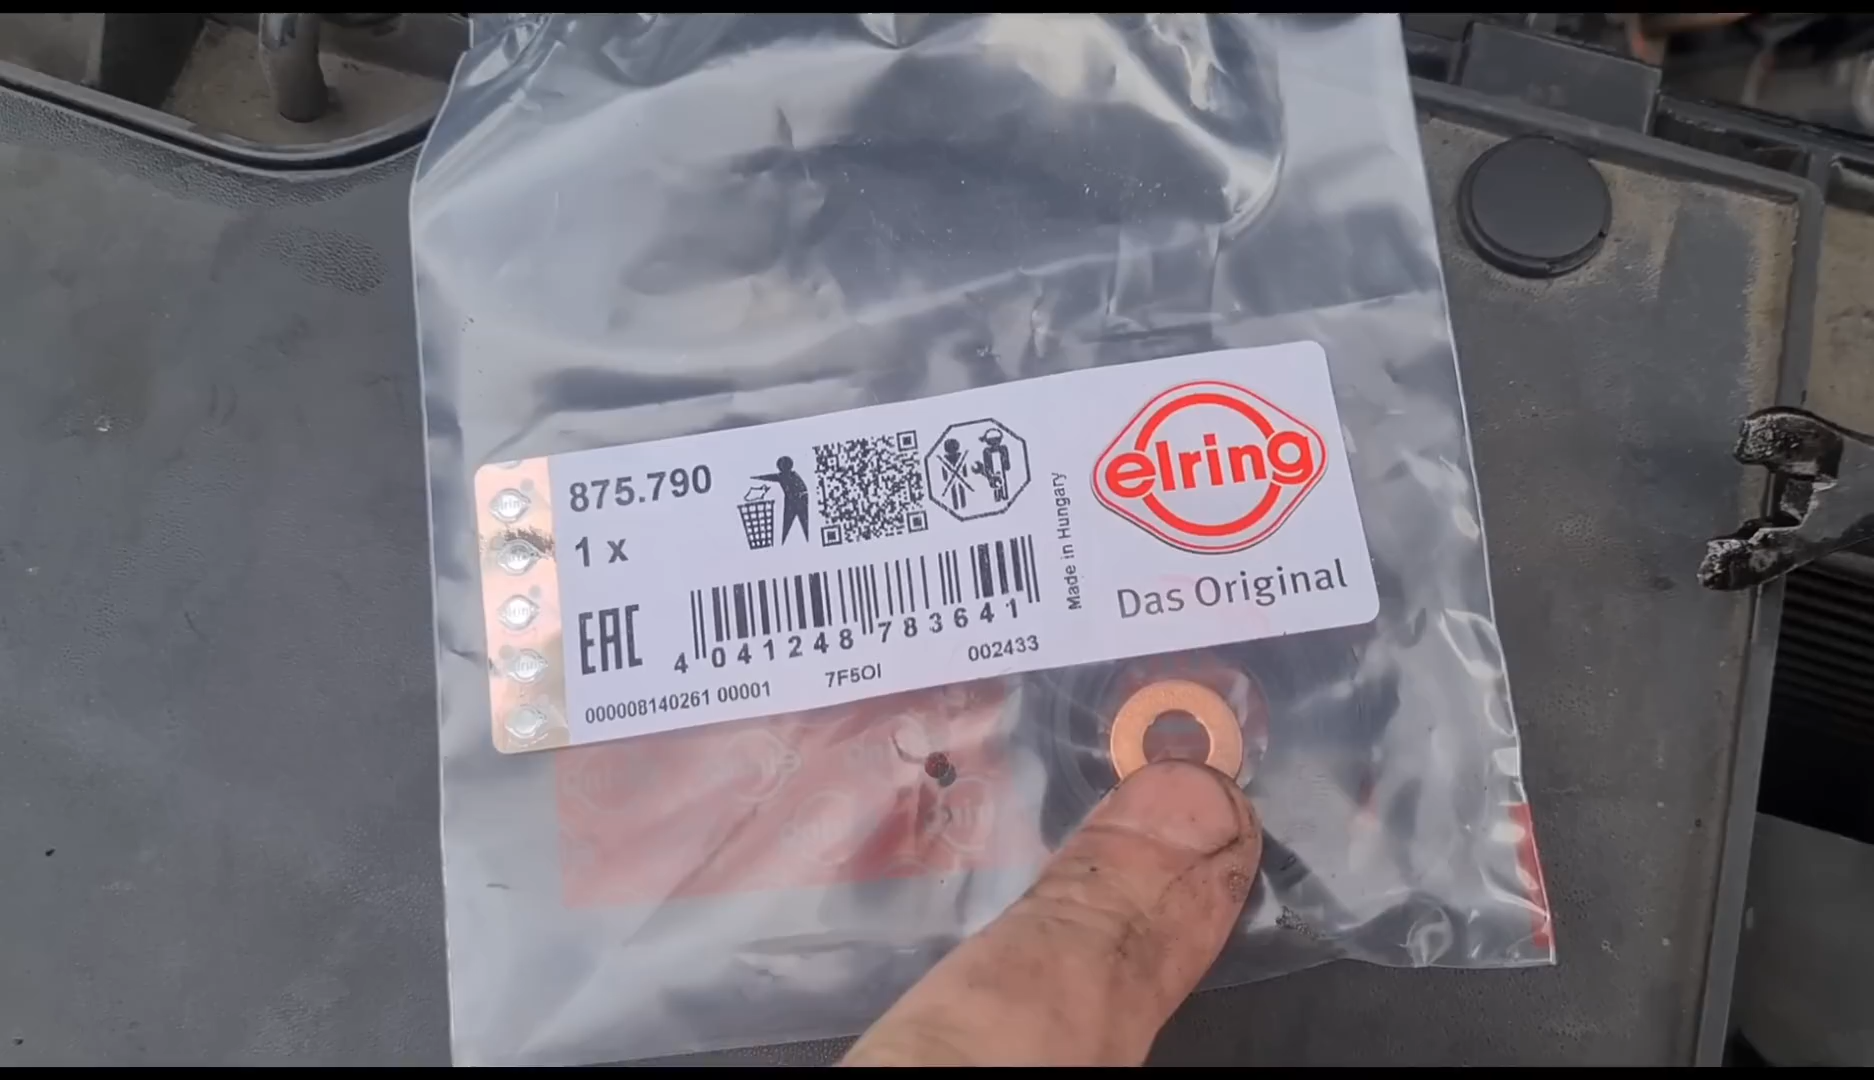 875.790
1 x
EAC
4 041248 783641
000008140261 00001
7F5OI
002433
Made in Hungary
elring
Das Original